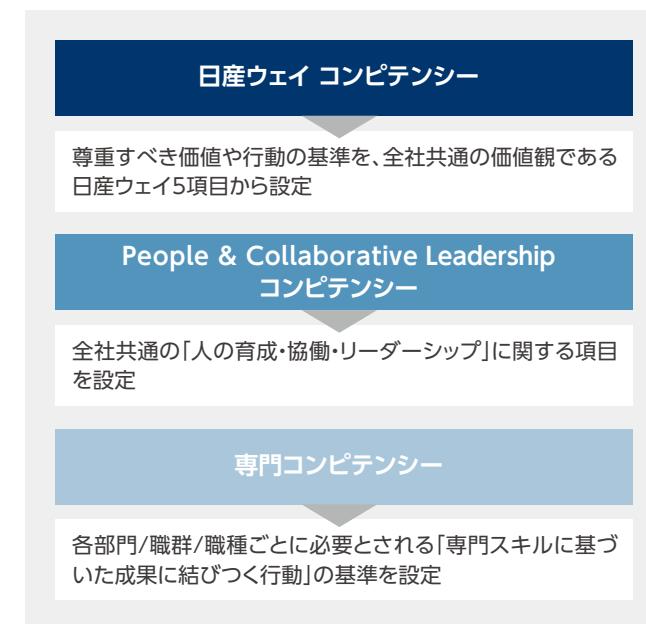 日産ウェイ コンピテンシー
尊重すべき価値や行動の基準を、全社共通の価値観である
日産ウェイ5項目から設定
People & Collaborative Leadership
コンピテンシー
全社共通の「人の育成・協働・リーダーシップ」に関する項目
を設定
専門コンピテンシー
各部門/職群/職種ごとに必要とされる「専門スキルに基づ
いた成果に結びつく行動」の基準を設定